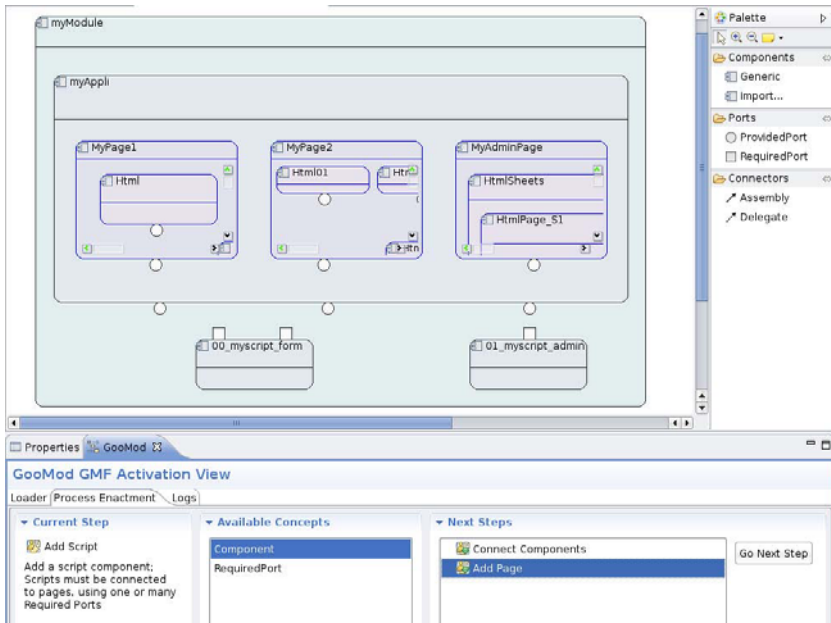 myModule
Palette
myAppli
Components
Generic
Import...
Ports
ProvidedPort
RequiredPort
Connectors
Assembly
Delegate
MyPage1
MyPage2
MyAdminPage
Html
Html01
HtmlSheets
HtmlPage_S1
00_myscript_form
01_myscript_admin
Properties
GooMod
GooMod GMF Activation View
Loader Process Enactment Logs
Current Step
Available Concepts
Next Steps
Add Script
Component
Connect Components
Go Next Step
Add a script component;
RequiredPort
Add Page
Scripts must be connected
to pages, using one or many
Required Ports